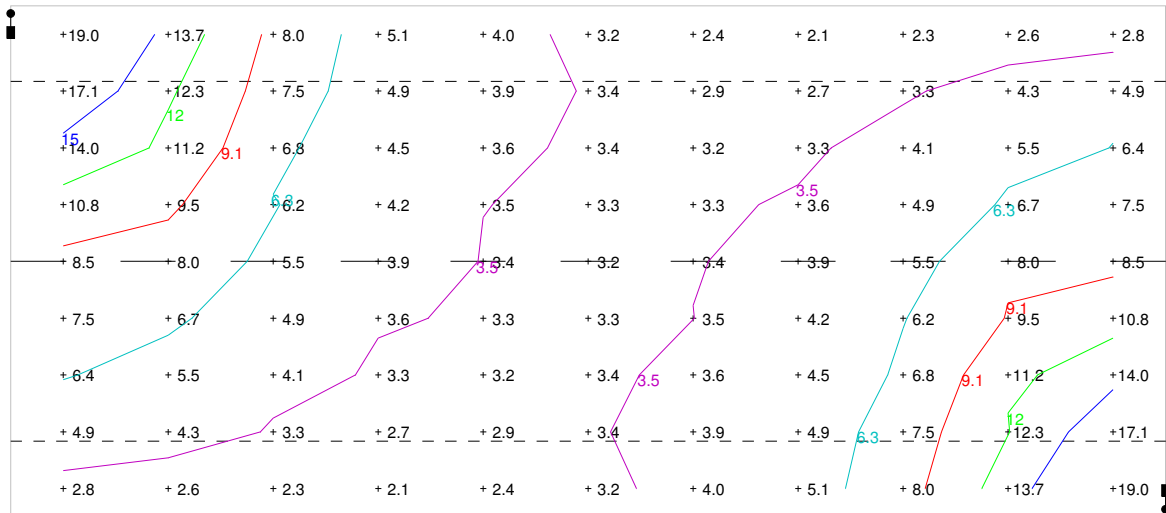 +19.0 +13.7 + 8.0 + 5.1 + 4.0 + 3.2 + 2.4 + 2.1 + 2.3 + 2.6 + 2.8
+17.1 +12.3 + 7.5 + 4.9 + 3.9 + 3.4 + 2.9 + 2.7 + 3.3 + 4.3 + 4.9
12
15
+14.0 +11.2 + 6.8 + 4.5 + 3.6 + 3.4 + 3.2 + 3.3 + 4.1 + 5.5 + 6.4
9.1
3.5
6.3
+10.8 + 9.5 + 6.2 + 4.2 + 3.5 + 3.3 + 3.3 + 3.6 + 4.9 + 6.7 + 7.5
6.3
+ 8.5 + 8.0 + 5.5 + 3.9 + 3.4 + 3.2 + 3.4 + 3.9 + 5.5 + 8.0 + 8.5
3.5
9.1
+ 7.5 + 6.7 + 4.9 + 3.6 + 3.3 + 3.3 + 3.5 + 4.2 + 6.2 + 9.5 +10.8
+ 6.4 + 5.5 + 4.1 + 3.3 + 3.2 + 3.4 + 3.6 + 4.5 + 6.8 +11.2 +14.0
3.5 9.1
12
+ 4.9 + 4.3 + 3.3 + 2.7 + 2.9 + 3.4 + 3.9 + 4.9 + 7.5 +12.3 +17.1
6.3
+ 2.8 + 2.6 + 2.3 + 2.1 + 2.4 + 3.2 + 4.0 + 5.1 + 8.0 +13.7 +19.0